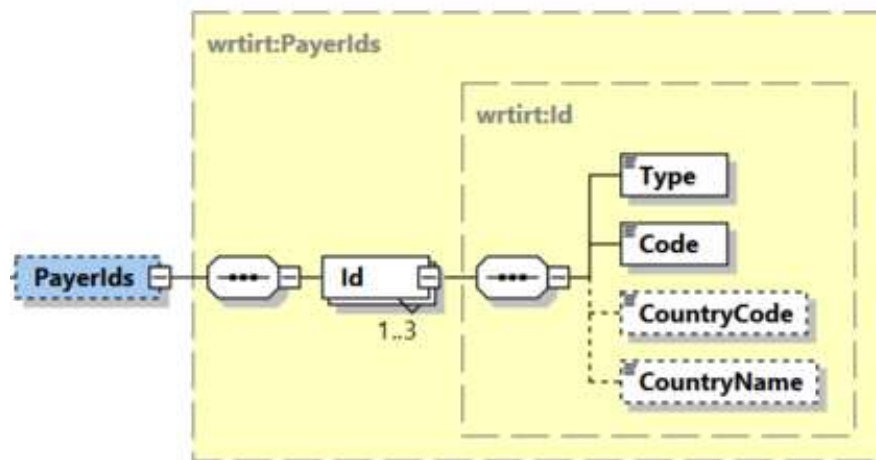 wrtirt:PayerIds
wrtirt:Id
Type
Code
PayerIds
Id
1..3
CountryCode
CountryName